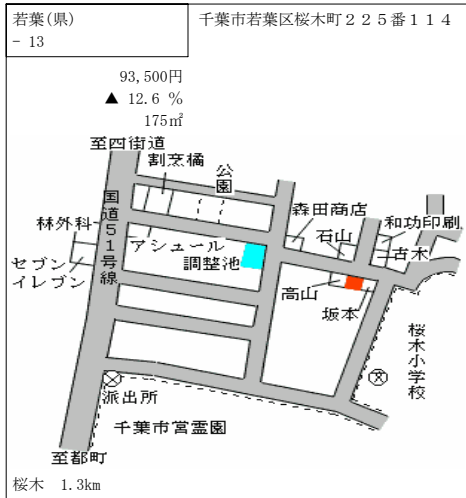 若葉(県)
- 13
千葉市若葉区桜木町２２５番１１４
93,500円
▲ 12.6 %
175㎡
至四街道
割烹橘
公園
国道５１号線
森田商店
和功印刷
石山
林外科
アシュール
古木
セブン
イレブン
調整池
高山
坂本
桜木小学校
文
派出所
千葉市営霊園
至都町
桜木 1.3km